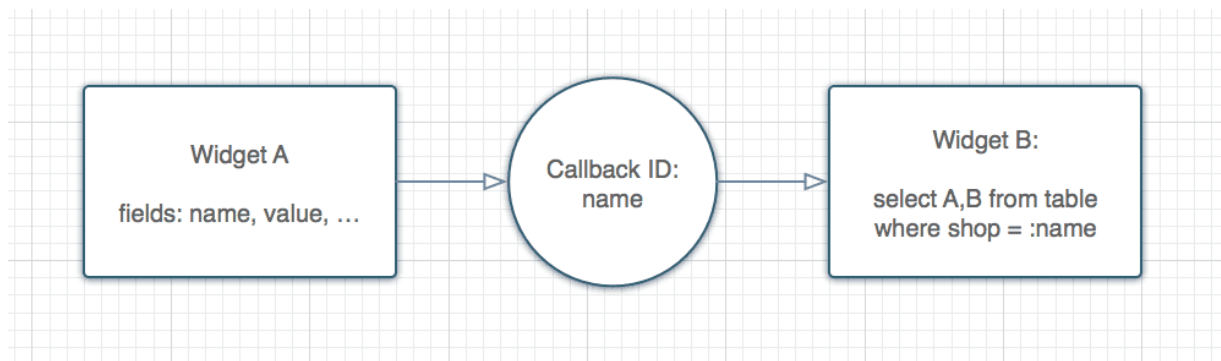 Widget A
fields: name, value, …
Callback ID:
name
Widget B:
select A,B from table
where shop = :name